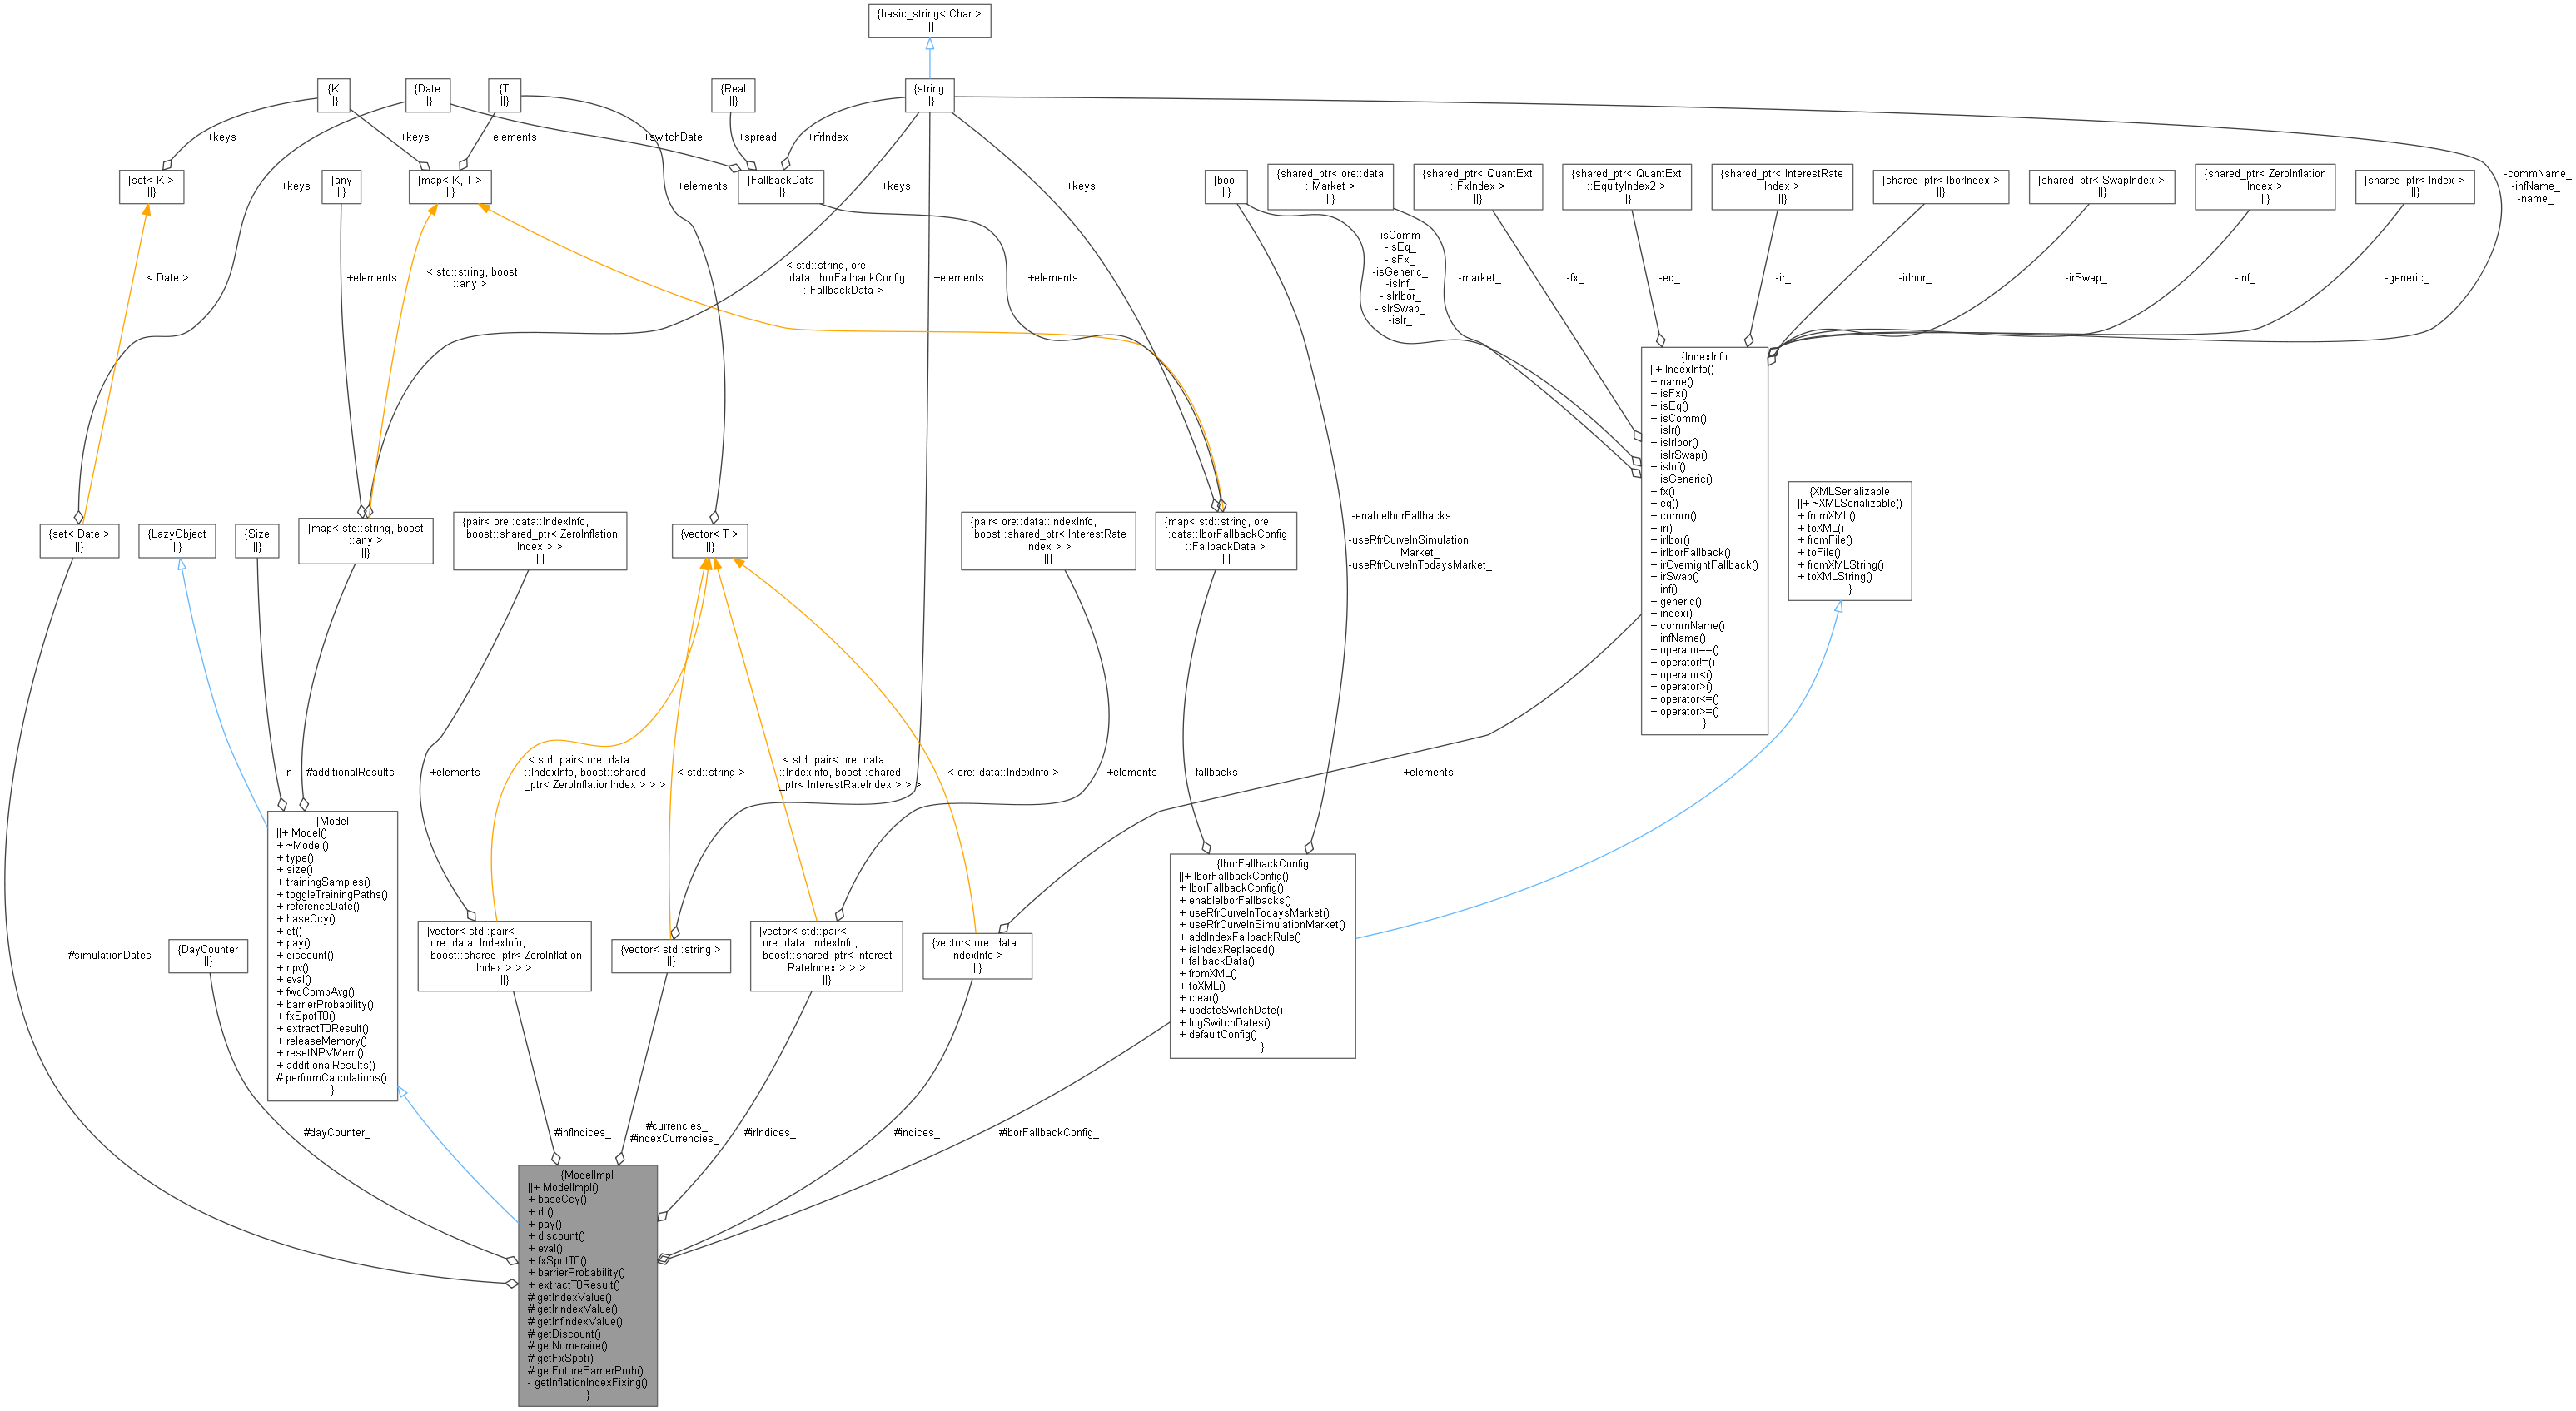 {basic_string< Char >
||}
{K
||}
{Date
||}
{T
||}
{Real
||}
{string
||}
+keys
+keys
+elements
+switchDate
+spread
+rfrIndex
{set< K >
||}
{any
||}
{map< K, T >
||}
+elements
{FallbackData
||}
+keys
+keys
+keys
{bool
||}
{shared_ptr< ore::data
::Market >
||}
{shared_ptr< QuantExt
::FxIndex >
||}
{shared_ptr< QuantExt
::EquityIndex2 >
||}
{shared_ptr< InterestRate
Index >
||}
{shared_ptr< IborIndex >
||}
{shared_ptr< SwapIndex >
||}
{shared_ptr< ZeroInflation
Index >
||}
{shared_ptr< Index >
||}
-commName_
-infName_
-name_
< Date >
+elements
< std::string, boost
::any >
< std::string, ore
::data::IborFallbackConfig
::FallbackData >
+elements
+elements
-isComm_
-isEq_
-isFx_
-isGeneric_
-isInf_
-isIrIbor_
-isIrSwap_
-isIr_
-market_
-fx_
-eq_
-ir_
-irIbor_
-irSwap_
-inf_
-generic_
{IndexInfo
||+ IndexInfo()
+ name()
+ isFx()
+ isEq()
+ isComm()
+ isIr()
+ isIrIbor()
+ isIrSwap()
+ isInf()
+ isGeneric()
+ fx()
+ eq()
+ comm()
+ ir()
+ irIbor()
+ irIborFallback()
+ irOvernightFallback()
+ irSwap()
+ inf()
+ generic()
+ index()
+ commName()
+ infName()
+ operator==()
+ operator!=()
+ operator<()
+ operator>()
+ operator<=()
+ operator>=()
}
{XMLSerializable
||+ ~XMLSerializable()
+ fromXML()
+ toXML()
+ fromFile()
+ toFile()
+ fromXMLString()
+ toXMLString()
}
{set< Date >
||}
{LazyObject
||}
{Size
||}
{map< std::string, boost
::any >
||}
{pair< ore::data::IndexInfo,
boost::shared_ptr< ZeroInflation
Index > >
||}
{vector< T >
||}
{pair< ore::data::IndexInfo,
boost::shared_ptr< InterestRate
Index > >
||}
{map< std::string, ore
::data::IborFallbackConfig
::FallbackData >
||}
-enableIborFallbacks
_
-useRfrCurveInSimulation
Market_
-useRfrCurveInTodaysMarket_
-n_
#additionalResults_
+elements
< std::pair< ore::data
::IndexInfo, boost::shared
_ptr< ZeroInflationIndex > > >
< std::string >
< std::pair< ore::data
::IndexInfo, boost::shared
_ptr< InterestRateIndex > > >
< ore::data::IndexInfo >
+elements
-fallbacks_
+elements
{Model
||+ Model()
+ ~Model()
+ type()
+ size()
+ trainingSamples()
+ toggleTrainingPaths()
+ referenceDate()
+ baseCcy()
+ dt()
+ pay()
+ discount()
+ npv()
+ eval()
+ fwdCompAvg()
+ barrierProbability()
+ fxSpotT0()
+ extractT0Result()
+ releaseMemory()
+ resetNPVMem()
+ additionalResults()
# performCalculations()
}
{IborFallbackConfig
||+ IborFallbackConfig()
+ IborFallbackConfig()
+ enableIborFallbacks()
+ useRfrCurveInTodaysMarket()
+ useRfrCurveInSimulationMarket()
+ addIndexFallbackRule()
+ isIndexReplaced()
+ fallbackData()
+ fromXML()
+ toXML()
+ clear()
+ updateSwitchDate()
+ logSwitchDates()
+ defaultConfig()
}
#simulationDates_
{DayCounter
||}
{vector< std::pair<
ore::data::IndexInfo,
boost::shared_ptr< ZeroInflation
Index > > >
||}
{vector< std::string >
||}
{vector< std::pair<
ore::data::IndexInfo,
boost::shared_ptr< Interest
RateIndex > > >
||}
{vector< ore::data::
IndexInfo >
||}
#dayCounter_
#infIndices_
#currencies_
#indexCurrencies_
#irIndices_
#indices_
#iborFallbackConfig_
{ModelImpl
||+ ModelImpl()
+ baseCcy()
+ dt()
+ pay()
+ discount()
+ eval()
+ fxSpotT0()
+ barrierProbability()
+ extractT0Result()
# getIndexValue()
# getIrIndexValue()
# getInfIndexValue()
# getDiscount()
# getNumeraire()
# getFxSpot()
# getFutureBarrierProb()
- getInflationIndexFixing()
}